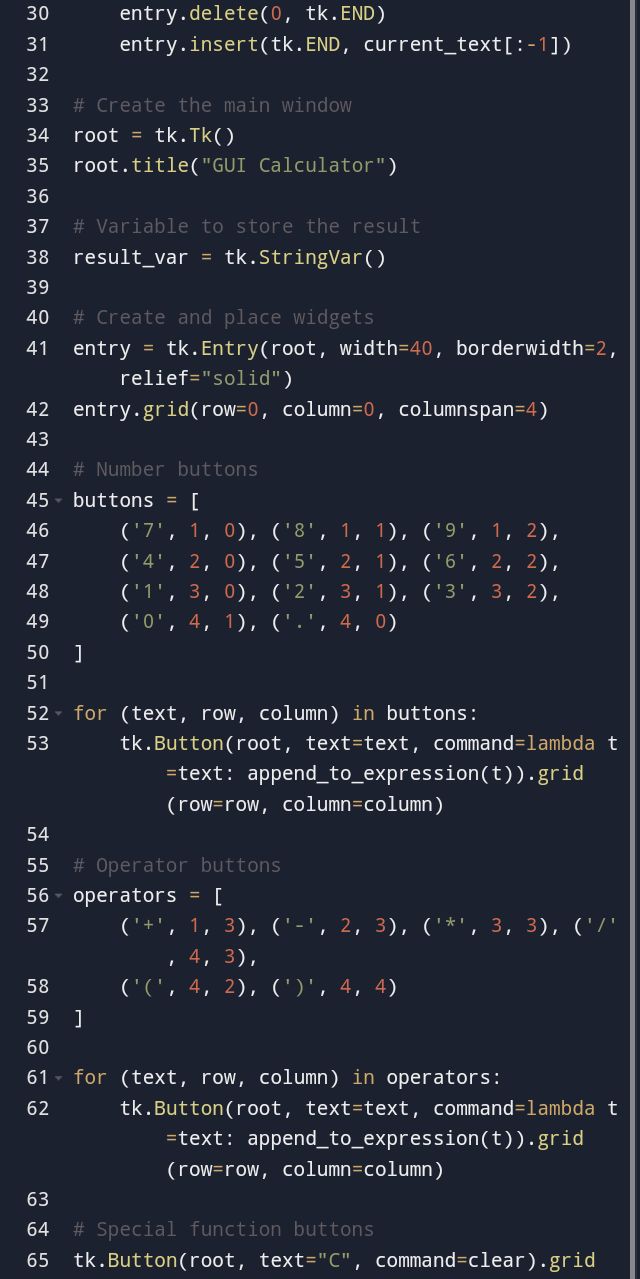 30 entry.delete(0, tk.END)
31 entry.insert(tk.END, current_text[:-1])
32
33 # Create the main window
34 root = tk.Tk()
35 root.title("GUI Calculator")
36
37 # Variable to store the result
38 result_var = tk.StringVar()
39
40 # Create and place widgets
41 entry = tk.Entry(root, width=40, borderwidth=2,
relief="solid")
42 entry.grid(row=0, column=0, columnspan=4)
43
44 # Number buttons
45 buttons = [
46 ('7', 1, 0), ('8', 1, 1), ('9', 1, 2),
47 ('4', 2, 0), ('5', 2, 1), ('6', 2, 2),
48 ('1', 3, 0), ('2', 3, 1), ('3', 3, 2),
49 ('0', 4, 1), ('.', 4, 0)
50 ]
51
52 for (text, row, column) in buttons:
53 tk.Button(root, text=text, command=lambda t
=text: append_to_expression(t)).grid
(row=row, column=column)
54
55 # Operator buttons
56 operators = [
57 ('+', 1, 3), ('-', 2, 3), ('*', 3, 3), ('/'
, 4, 3),
58 ('(', 4, 2), (')', 4, 4)
59 ]
60
61 for (text, row, column) in operators:
62 tk.Button(root, text=text, command=lambda t
=text: append_to_expression(t)).grid
(row=row, column=column)
63
64 # Special function buttons
65 tk.Button(root, text="C", command=clear).grid